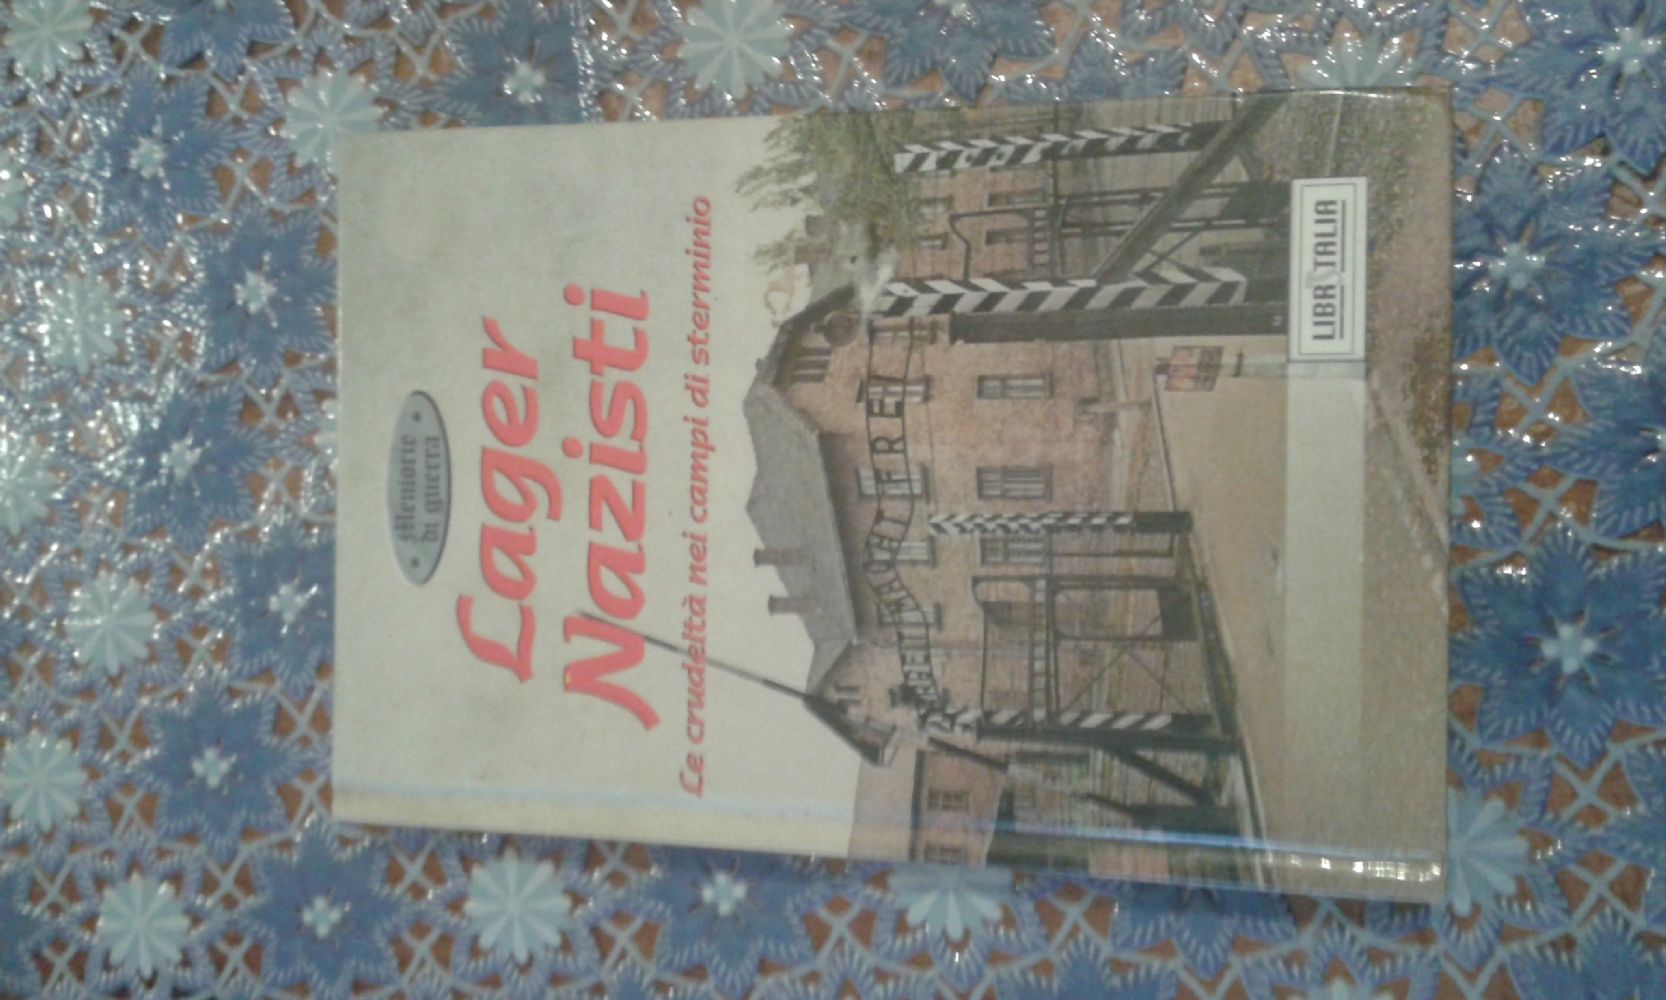 Memorie
di guerra
Lager
Nazisti
Le crudeltà nei campi di sterminio
ARBEIT MACHT FREI
LIBRITALIA